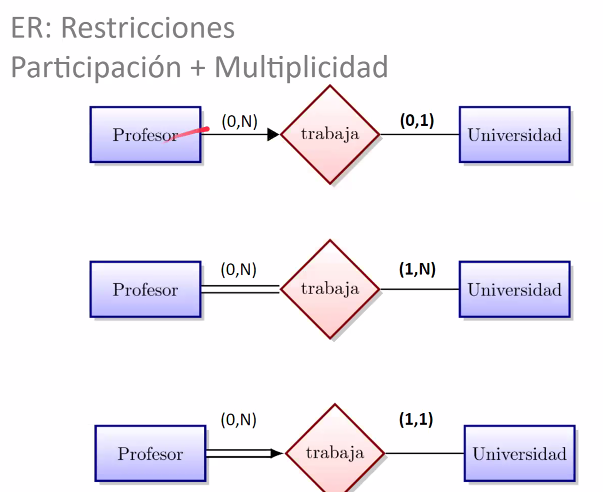 ER: Restricciones
Participación + Multiplicidad
Profesor (0,N) trabaja (0,1) Universidad
Profesor (0,N) trabaja (1,N) Universidad
Profesor (0,N) trabaja (1,1) Universidad